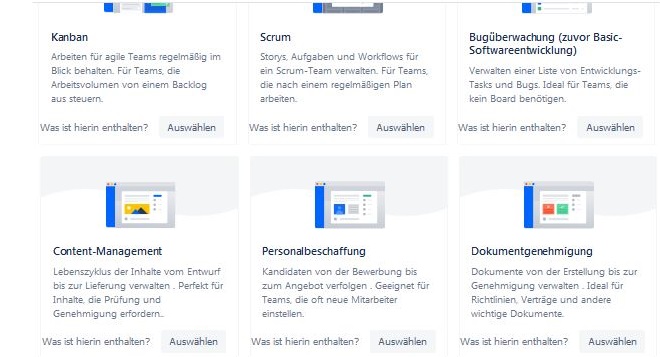 Kanban
Arbeiten für agile Teams regelmäßig im
Blick behalten. Für Teams, die
Arbeitsvolumen von einem Backlog
aus steuern.
Was ist hierin enthalten?
Auswählen
Scrum
Storys, Aufgaben und Workflows für
ein Scrum-Team verwalten. Für Teams,
die nach einem regelmäßigen Plan
arbeiten.
Was ist hierin enthalten?
Auswählen
Bugüberwachung (zuvor Basic-
Softwareentwicklung)
Verwalten einer Liste von Entwicklungs-
Tasks und Bugs. Ideal für Teams, die
kein Board benötigen.
Was ist hierin enthalten?
Auswählen
Content-Management
Lebenszyklus der Inhalte vom Entwurf
bis zur Lieferung verwalten . Perfekt für
Inhalte, die Prüfung und
Genehmigung erfordern..
Was ist hierin enthalten?
Auswählen
Personalbeschaffung
Kandidaten von der Bewerbung bis
zum Angebot verfolgen . Geeignet für
Teams, die oft neue Mitarbeiter
einstellen.
Was ist hierin enthalten?
Auswählen
Dokumentgenehmigung
Dokumente von der Erstellung bis zur
Genehmigung verwalten . Ideal für
Richtlinien, Verträge und andere
wichtige Dokumente.
Was ist hierin enthalten?
Auswählen